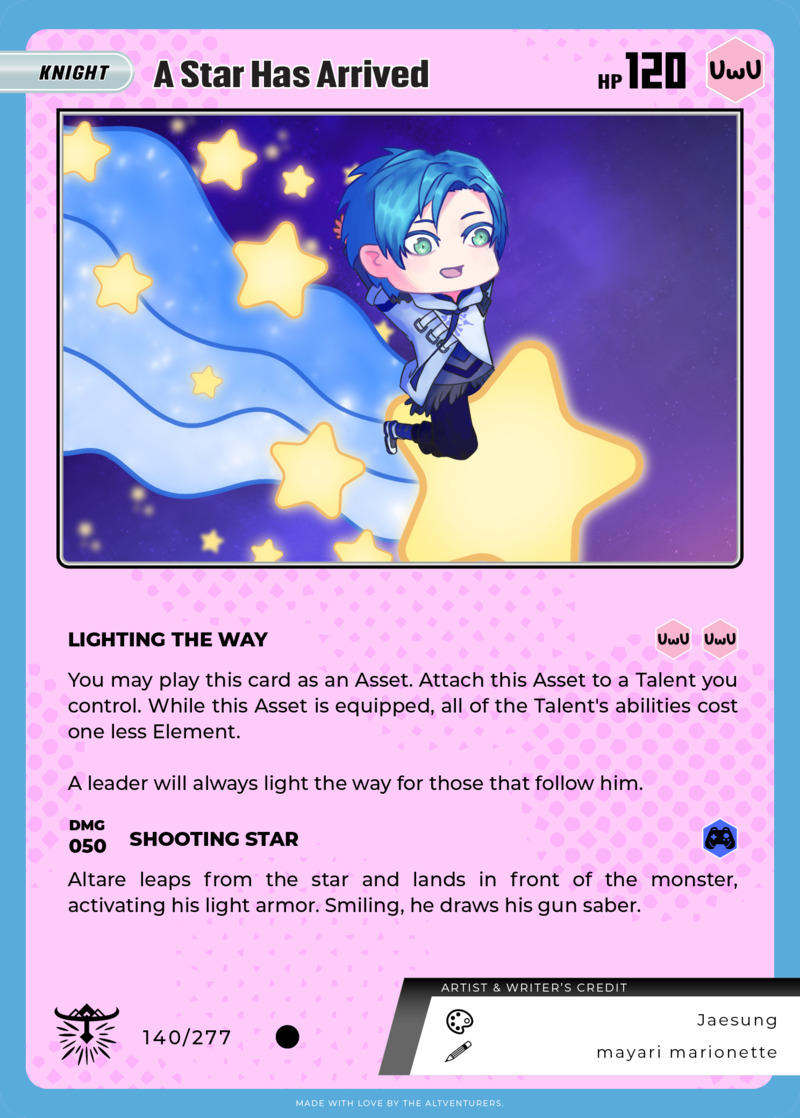 KNIGHT
A Star Has Arrived
HP 120
UwU
LIGHTING THE WAY
UwU UwU
You may play this card as an Asset. Attach this Asset to a Talent you
control. While this Asset is equipped, all of the Talent's abilities cost
one less Element.
A leader will always light the way for those that follow him.
DMG
050
SHOOTING STAR
Altare leaps from the star and lands in front of the monster,
activating his light armor. Smiling, he draws his gun saber.
ARTIST & WRITER'S CREDIT
140/277
Jaesung
mayari marionette
MADE WITH LOVE BY THE ALTVENTURERS.